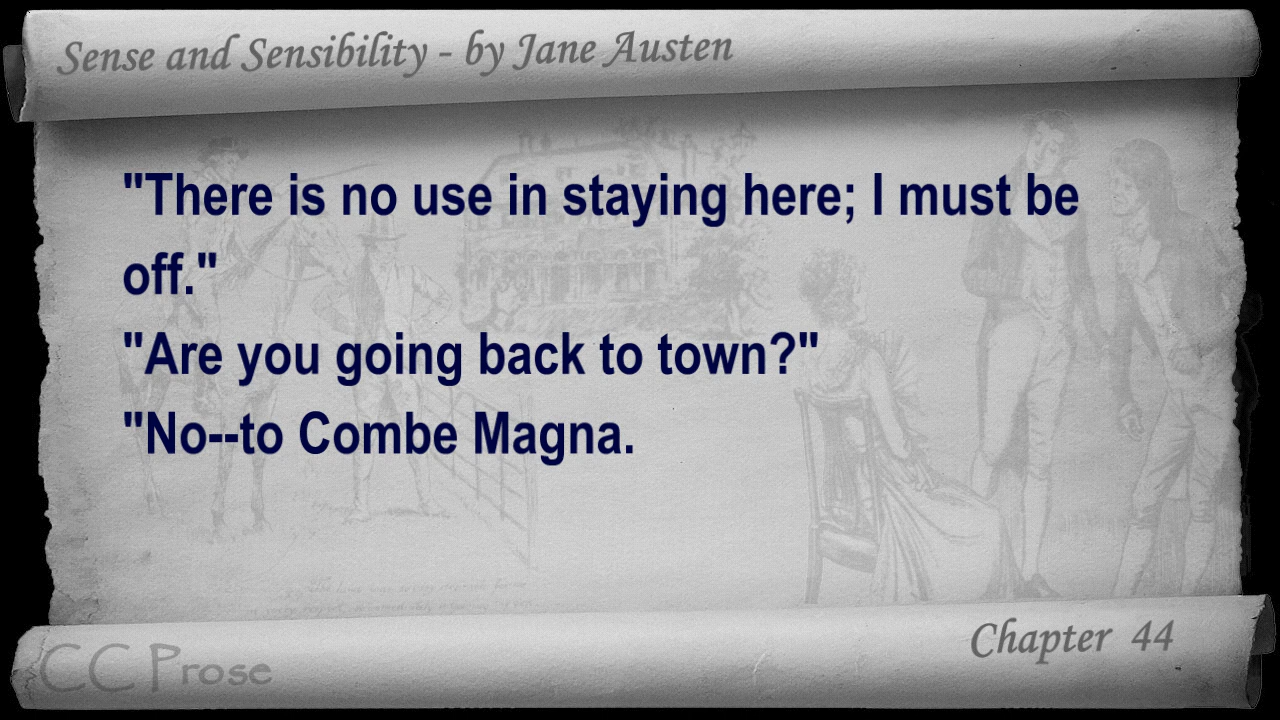 Sense and Sensibility - by Jane Austen
"There is no use in staying here; I must be
off."
"Are you going back to town?"
"No--to Combe Magna.
Chapter 44
CC Prose